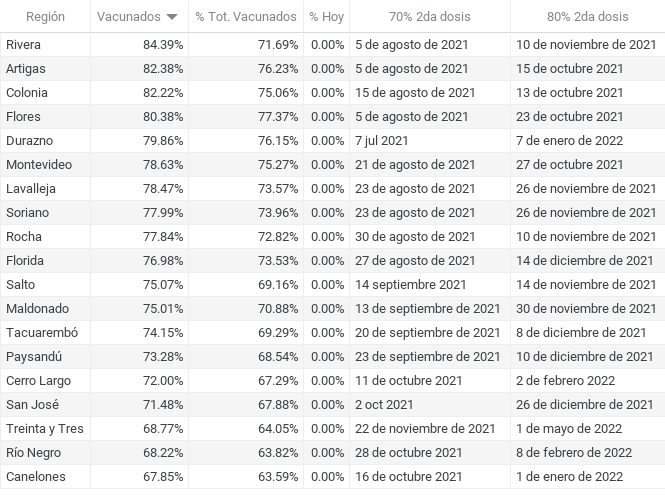 Región Vacunados % Tot. Vacunados % Hoy 70% 2da dosis 80% 2da dosis
Rivera 84.39% 71.69% 0.00% 5 de agosto de 2021 10 de noviembre de 2021
Artigas 82.38% 76.23% 0.00% 5 de agosto de 2021 15 de octubre 2021
Colonia 82.22% 75.06% 0.00% 15 de agosto de 2021 13 de octubre 2021
Flores 80.38% 77.37% 0.00% 5 de agosto de 2021 23 de octubre 2021
Durazno 79.86% 76.15% 0.00% 7 jul 2021 7 de enero de 2022
Montevideo 78.63% 75.27% 0.00% 21 de agosto de 2021 27 de octubre 2021
Lavalleja 78.47% 73.57% 0.00% 23 de agosto de 2021 26 de noviembre de 2021
Soriano 77.99% 73.96% 0.00% 23 de agosto de 2021 26 de noviembre de 2021
Rocha 77.84% 72.82% 0.00% 30 de agosto de 2021 10 de noviembre de 2021
Florida 76.98% 73.53% 0.00% 27 de agosto de 2021 14 de diciembre de 2021
Salto 75.07% 69.16% 0.00% 14 septiembre 2021 14 de noviembre de 2021
Maldonado 75.01% 70.88% 0.00% 13 de septiembre de 2021 30 de noviembre de 2021
Tacuarembó 74.15% 69.29% 0.00% 20 de septiembre de 2021 8 de diciembre de 2021
Paysandú 73.28% 68.54% 0.00% 23 de septiembre de 2021 10 de diciembre de 2021
Cerro Largo 72.00% 67.29% 0.00% 11 de octubre de 2021 2 de febrero 2022
San José 71.48% 67.88% 0.00% 2 oct 2021 26 de diciembre de 2021
Treinta y Tres 68.77% 64.05% 0.00% 22 de noviembre de 2021 1 de mayo de 2022
Río Negro 68.22% 63.82% 0.00% 28 de octubre de 2021 8 de febrero de 2022
Canelones 67.85% 63.59% 0.00% 16 de octubre de 2021 1 de enero de 2022